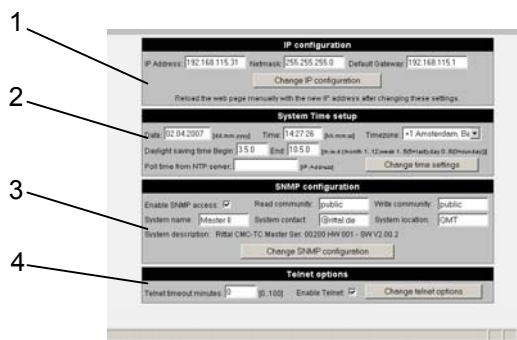 1
IP configuration
IP Address: 192.168.115.31 Netmask: 255.255.255.0 Default Gateway: 192.168.115.1
Change IP configuration
Reload the web page manually with the new IP address after changing these settings.
2
System Time setup
Date: 02.04.2007 [dd.mm.yyyy] Time: 14:27:26 [hh:mm:ss] Timezone: +1 Amsterdam, Be
Daylight saving time Begin: 3.5.0 End: 10.5.0
Poll time from NTP server: [IP Address] Change time settings
3
SNMP configuration
Enable SNMP access: Read community: public Write community: public
System name: Master II System contact: @rittal.de System location: QMT
System description: Rittal CMC-TC Master Ser. 00200 HW 001 - SW V2.00.2
Change SNMP configuration
4
Telnet options
Telnet timeout minutes: 0 [0..100] Enable Telnet: Change telnet options